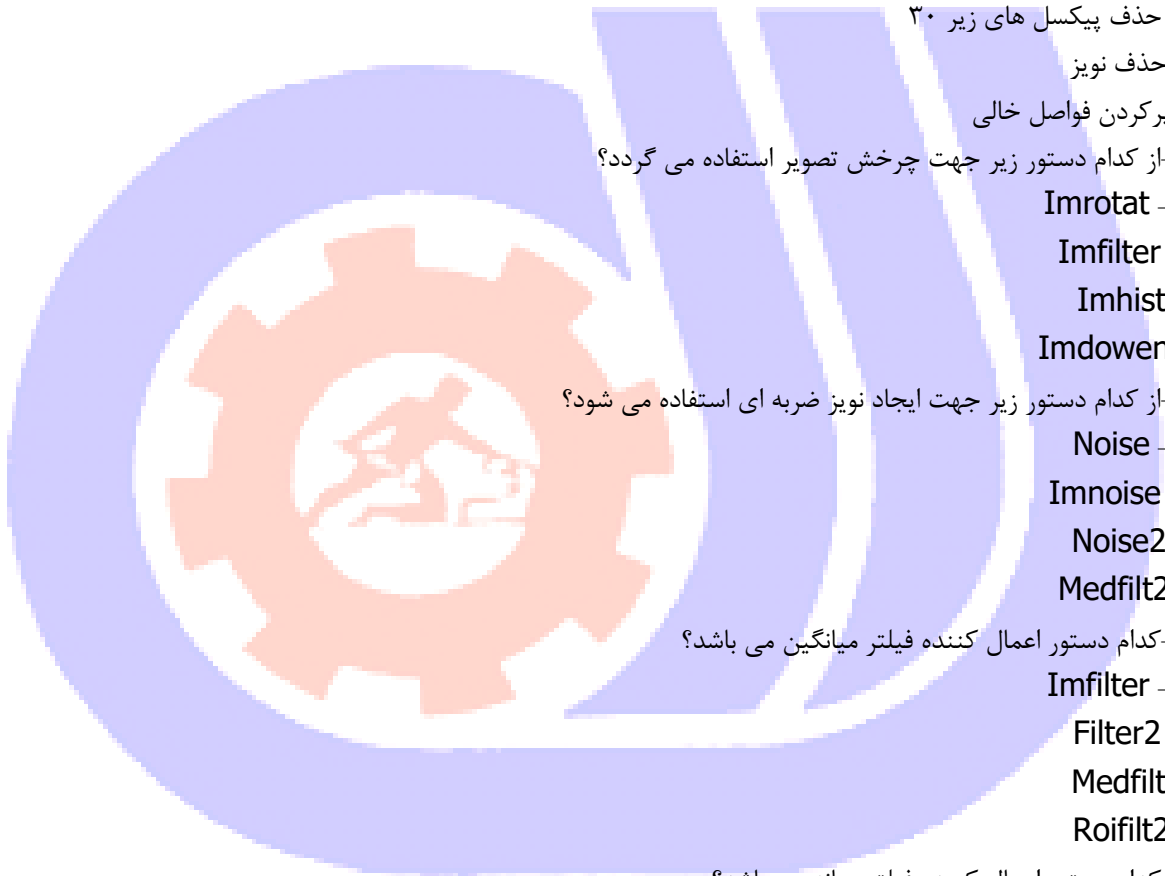 حذف پیکسل های زیر ۳۰
حذف نویز
پرکردن فواصل خالی
-از کدام دستور زیر جهت چرخش تصویر استفاده می گردد؟
Imrotat -
Imfilter
Imhist
Imdowen
-از کدام دستور زیر جهت ایجاد نویز ضربه ای استفاده می شود؟
Noise -
Imnoise
Noise2
Medfilt2
-کدام دستور اعمال کننده فیلتر میانگین می باشد؟
Imfilter -
Filter2
Medfilt
Roifilt2